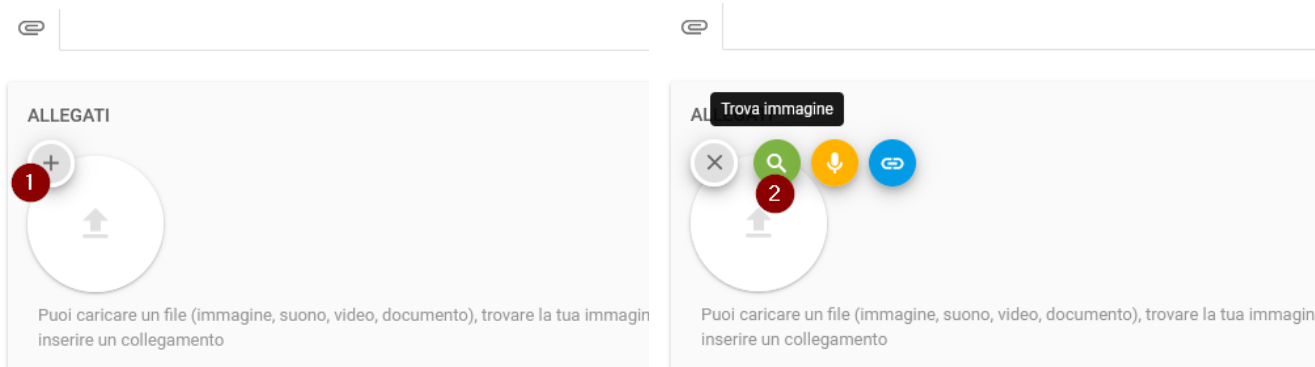 ALLEGATI
1
Puoi caricare un file (immagine, suono, video, documento), trovare la tua immagin
inserire un collegamento
Trova immagine
2
Puoi caricare un file (immagine, suono, video, documento), trovare la tua immagin
inserire un collegamento